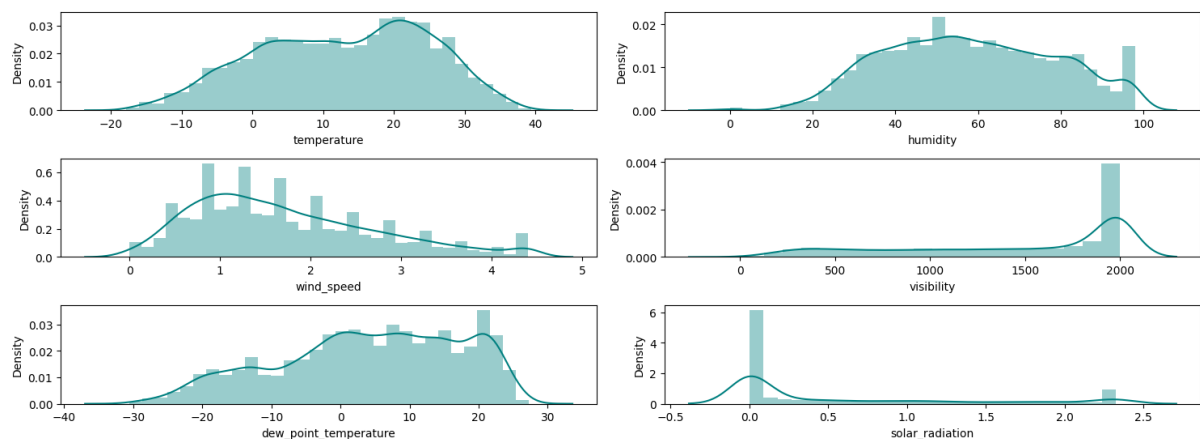 Density
0.03
0.02
0.01
0.00
−20 −10 0 10 20 30 40
temperature
Density
0.02
0.01
0.00
0 20 40 60 80 100
humidity
Density
0.6
0.4
0.2
0.0
0 1 2 3 4 5
wind_speed
Density
0.004
0.002
0.000
0 500 1000 1500 2000
visibility
Density
0.03
0.02
0.01
0.00
−40 −30 −20 −10 0 10 20 30
dew_point_temperature
Density
6
4
2
0
−0.5 0.0 0.5 1.0 1.5 2.0 2.5
solar_radiation